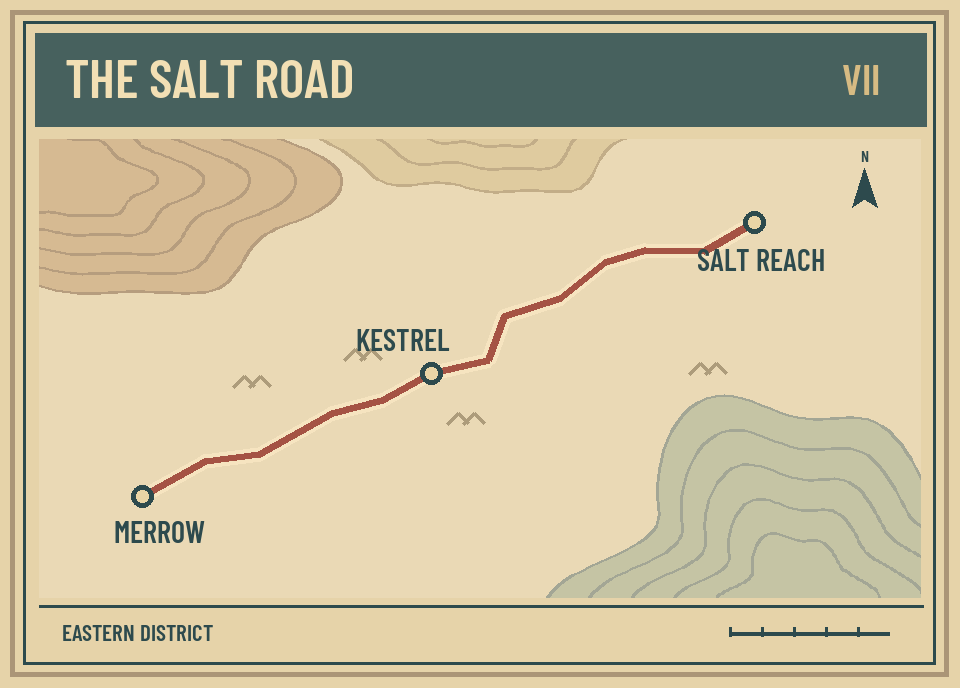 THE SALT ROAD
VII
N
SALT REACH
KESTREL
MERROW
EASTERN DISTRICT